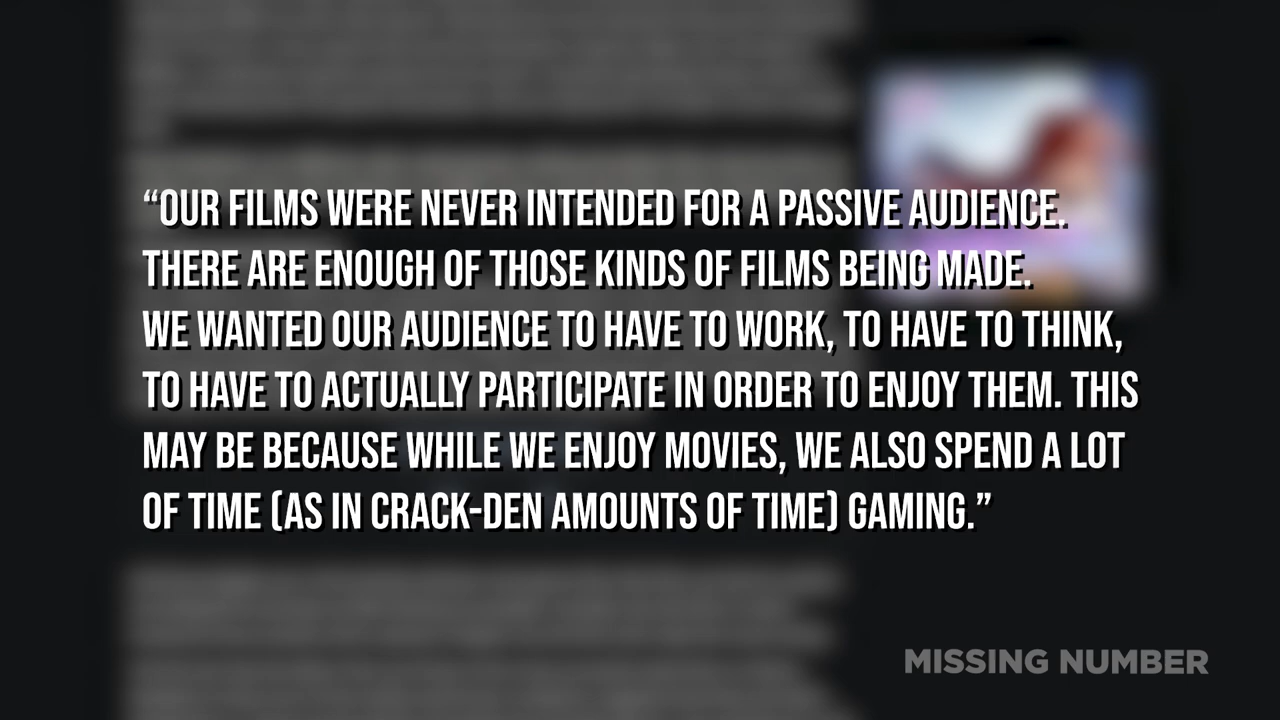 “OUR FILMS WERE NEVER INTENDED FOR A PASSIVE AUDIENCE.
THERE ARE ENOUGH OF THOSE KINDS OF FILMS BEING MADE.
WE WANTED OUR AUDIENCE TO HAVE TO WORK, TO HAVE TO THINK,
TO HAVE TO ACTUALLY PARTICIPATE IN ORDER TO ENJOY THEM. THIS
MAY BE BECAUSE WHILE WE ENJOY MOVIES, WE ALSO SPEND A LOT
OF TIME (AS IN CRACK-DEN AMOUNTS OF TIME) GAMING.”
MISSING NUMBER